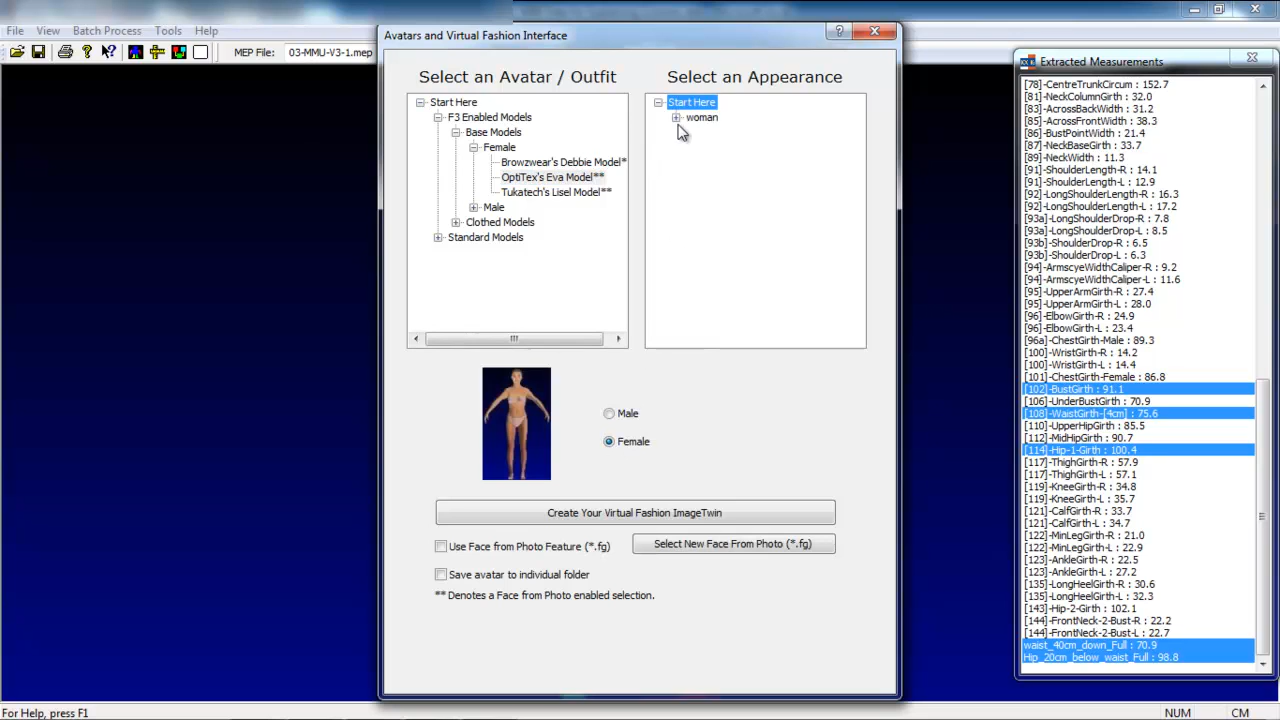 Avatars and Virtual Fashion Interface
File View Batch Process Tools Help
MEP File: 03-MMU-V3-1.mep
Select an Avatar / Outfit
Start Here
F3 Enabled Models
Base Models
Female
Browzwear's Debbie Model*
OptiTex's Eva Model**
Tukatech's Lisel Model**
Male
Clothed Models
Standard Models
Select an Appearance
Start Here
woman
Male
Female
Create Your Virtual Fashion ImageTwin
Use Face from Photo Feature (*.fg)
Select New Face From Photo (*.fg)
Save avatar to individual folder
** Denotes a Face from Photo enabled selection.
Extracted Measurements
[78]-CentreTrunkCircum : 152.7
[81]-NeckColumnGirth : 32.0
[83]-AcrossBackWidth : 31.2
[85]-AcrossFrontWidth : 38.3
[86]-BustPointWidth : 21.4
[87]-NeckBaseGirth : 33.7
[89]-NeckWidth : 11.3
[91]-ShoulderLength-R : 14.1
[91]-ShoulderLength-L : 12.9
[92]-LongShoulderLength-R : 16.3
[92]-LongShoulderLength-L : 17.2
[93a]-LongShoulderDrop-R : 7.8
[93a]-LongShoulderDrop-L : 8.5
[93b]-ShoulderDrop-R : 6.5
[93b]-ShoulderDrop-L : 6.3
[94]-ArmscyeWidthCaliper-R : 9.2
[94]-ArmscyeWidthCaliper-L : 11.6
[95]-UpperArmGirth-R : 27.4
[95]-UpperArmGirth-L : 28.0
[96]-ElbowGirth-R : 24.9
[96]-ElbowGirth-L : 23.4
[96a]-ChestGirth-Male : 89.3
[100]-WristGirth-R : 14.2
[100]-WristGirth-L : 14.4
[101]-ChestGirth-Female : 86.8
[102]-BustGirth : 91.1
[106]-UnderBustGirth : 70.9
[108]-WaistGirth-[4cm] : 75.6
[110]-UpperHipGirth : 85.5
[112]-MidHipGirth : 90.7
[114]-Hip-1-Girth : 100.4
[117]-ThighGirth-R : 57.9
[117]-ThighGirth-L : 57.1
[119]-KneeGirth-R : 34.8
[119]-KneeGirth-L : 35.7
[121]-CalfGirth-R : 33.7
[121]-CalfGirth-L : 34.7
[122]-MinLegGirth-R : 21.0
[122]-MinLegGirth-L : 22.9
[123]-AnkleGirth-R : 22.5
[123]-AnkleGirth-L : 27.2
[135]-LongHeelGirth-R : 30.6
[135]-LongHeelGirth-L : 32.3
[143]-Hip-2-Girth : 102.1
[144]-FrontNeck-2-Bust-R : 22.2
[144]-FrontNeck-2-Bust-L : 22.7
waist_40cm_down_Full : 70.9
Hip_20cm_below_waist_Full : 98.8
For Help, press F1
NUM CM